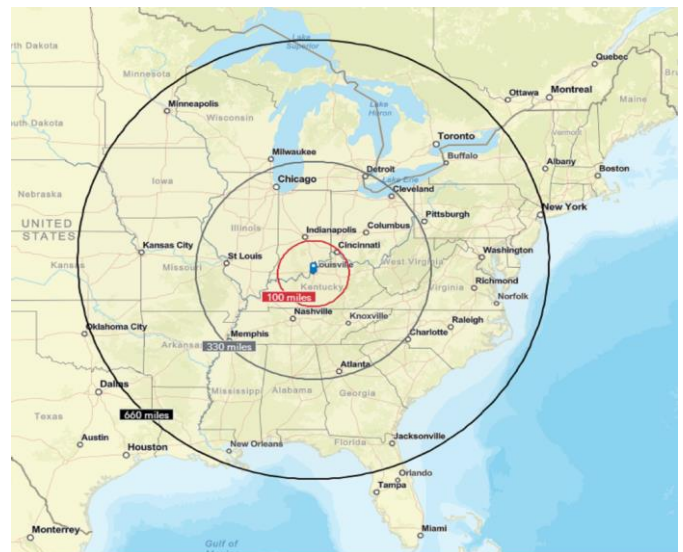 Lake
Superior
North Dakota
Quebec
Minnesota
Ottawa
Montreal
Maine
Minneapolis
Wisconsin
Lake
Huron
South Dakota
Toronto
Vermont
Milwaukee
Buffalo
Albany
Boston
Detroit
Chicago
Lake Erie
Cleveland
Iowa
Nebraska
New York
Pittsburgh
UNITED
STATES
Illinois
Indianapolis
Columbus
Kansas City
Cincinnati
Washington
St Louis
Louisville
West Virginia
Kansas
Missouri
Kentucky
Virginia
Richmond
100 miles
Norfolk
Nashville
Knoxville
Raleigh
Oklahoma City
Memphis
Charlotte
Arkansas
330 miles
Atlanta
Dallas
Mississippi
Alabama
Georgia
660 miles
Texas
Austin
Houston
New Orleans
Florida
Jacksonville
Orlando
Tampa
Monterrey
Miami
Gulf of